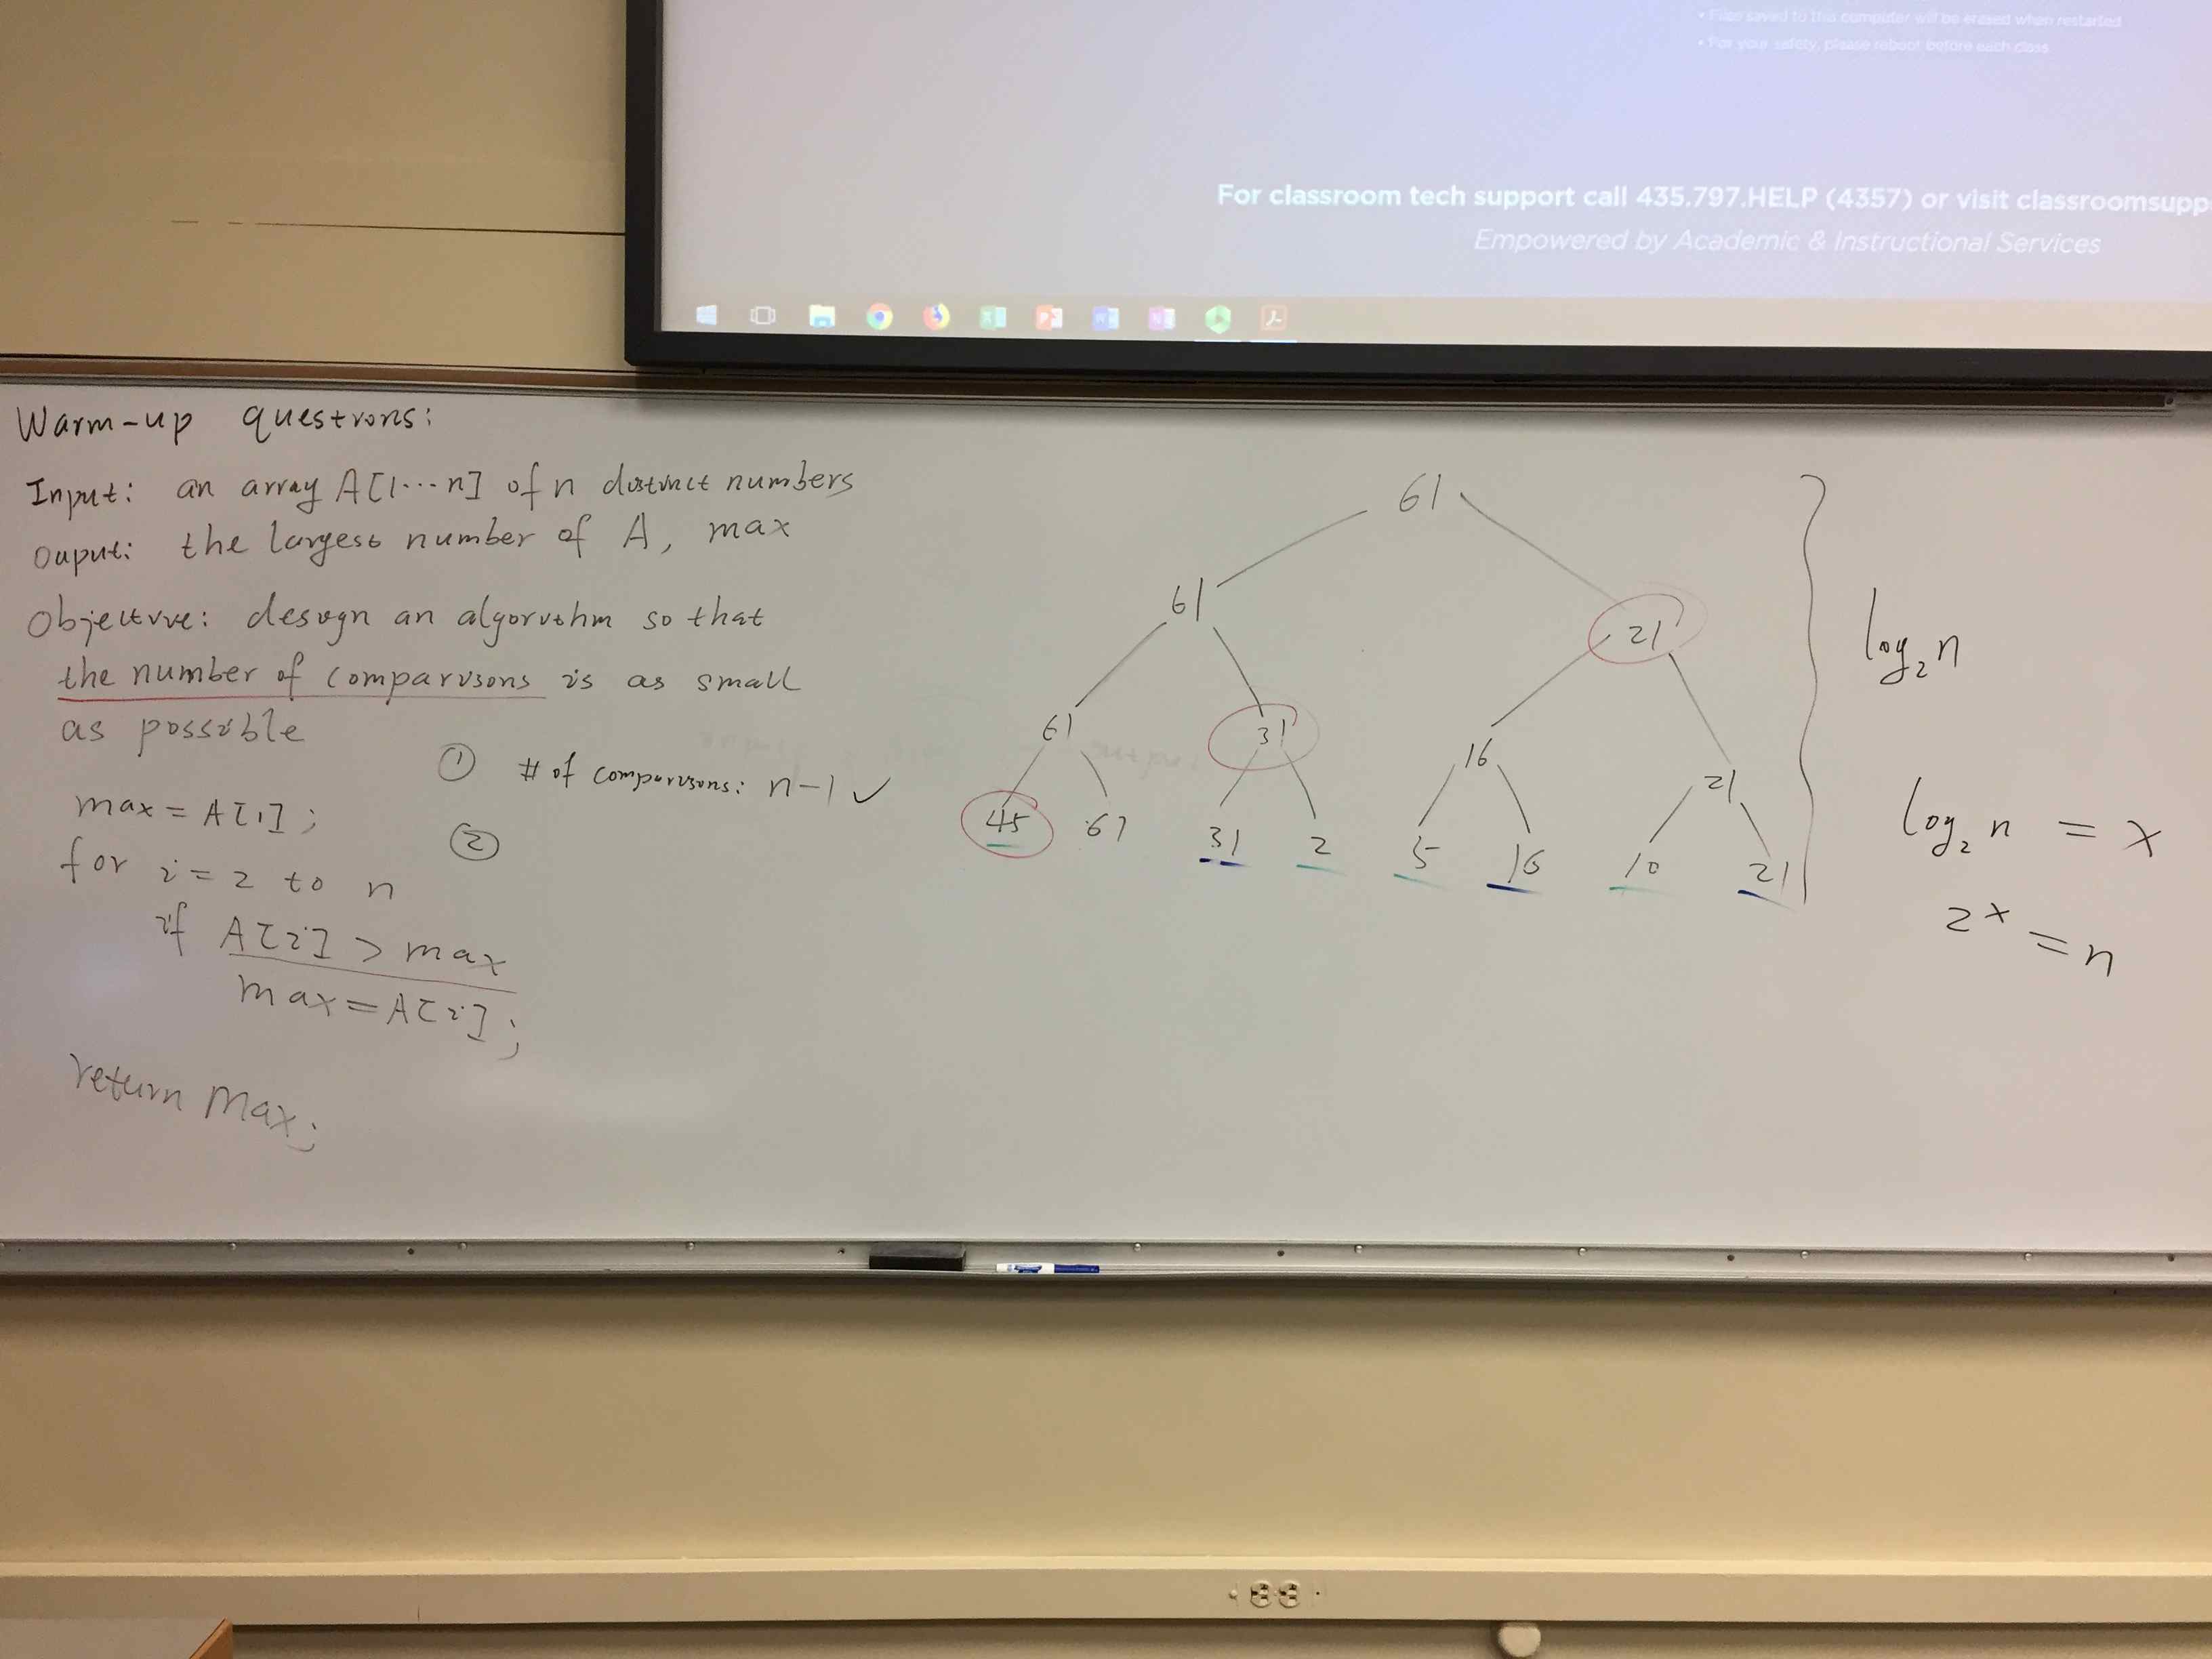 • Files saved to this computer will be erased when restarted
• For your safety, please reboot before each class
For classroom tech support call 435.797.HELP (4357) or visit classroomsupp
Empowered by Academic & Instructional Services
Warm-up questions:
Input: an array A[1...n] of n distinct numbers
Ouput: the largest number of A, max
Objective: design an algorithm so that
the number of comparisons is as small
as possible
① # of comparisons: n-1 ✓
②
max = A[1];
for i = 2 to n
if A[i] > max
max = A[i];
return max;
61
61 21
61 31 16 21
45 61 31 2 5 16 10 21
log₂ n
log₂ n = x
2ˣ = n